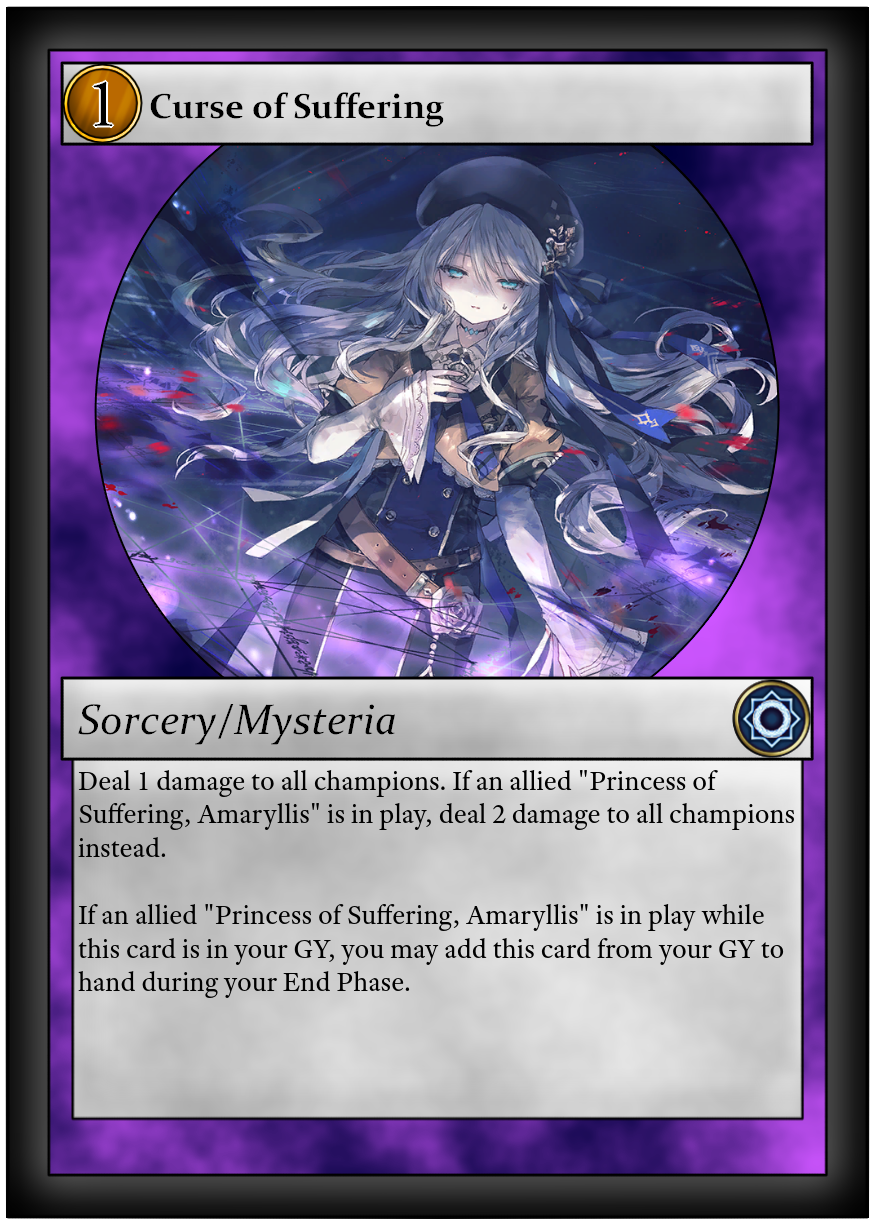 1
Curse of Suffering
Sorcery/Mysteria
Deal 1 damage to all champions. If an allied "Princess of
Suffering, Amaryllis" is in play, deal 2 damage to all champions
instead.
If an allied "Princess of Suffering, Amaryllis" is in play while
this card is in your GY, you may add this card from your GY to
hand during your End Phase.